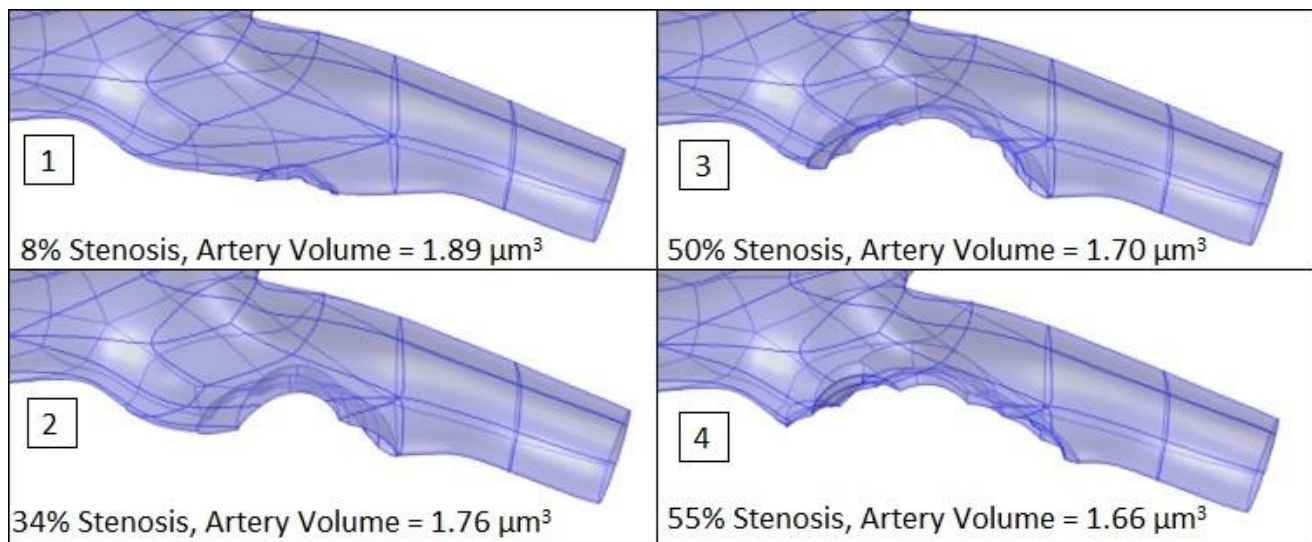 1
8% Stenosis, Artery Volume = 1.89 µm³
3
50% Stenosis, Artery Volume = 1.70 µm³
2
34% Stenosis, Artery Volume = 1.76 µm³
4
55% Stenosis, Artery Volume = 1.66 µm³